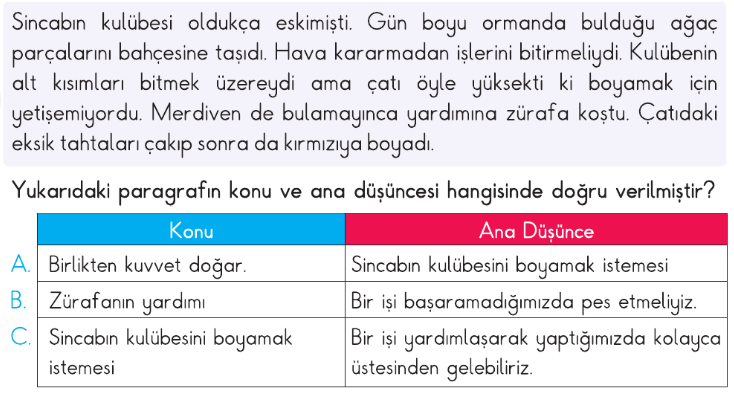 Sincabın kulübesi oldukça eskimişti. Gün boyu ormanda bulduğu ağaç
parçalarını bahçesine taşıdı. Hava kararmadan işlerini bitirmeliydi. Kulübenin
alt kısımları bitmek üzereydi ama çatı öyle yüksekti ki boyamak için
yetişemiyordu. Merdiven de bulamayınca yardımına zürafa koştu. Çatıdaki
eksik tahtaları çakıp sonra da kırmızıya boyadı.
Yukarıdaki paragrafın konu ve ana düşüncesi hangisinde doğru verilmiştir?
Konu Ana Düşünce
A. Birlikten kuvvet doğar. Sincabın kulübesini boyamak istemesi
B. Zürafanın yardımı Bir işi başaramadığımızda pes etmeliyiz.
C. Sincabın kulübesini boyamak Bir işi yardımlaşarak yaptığımızda kolayca
istemesi üstesinden gelebiliriz.